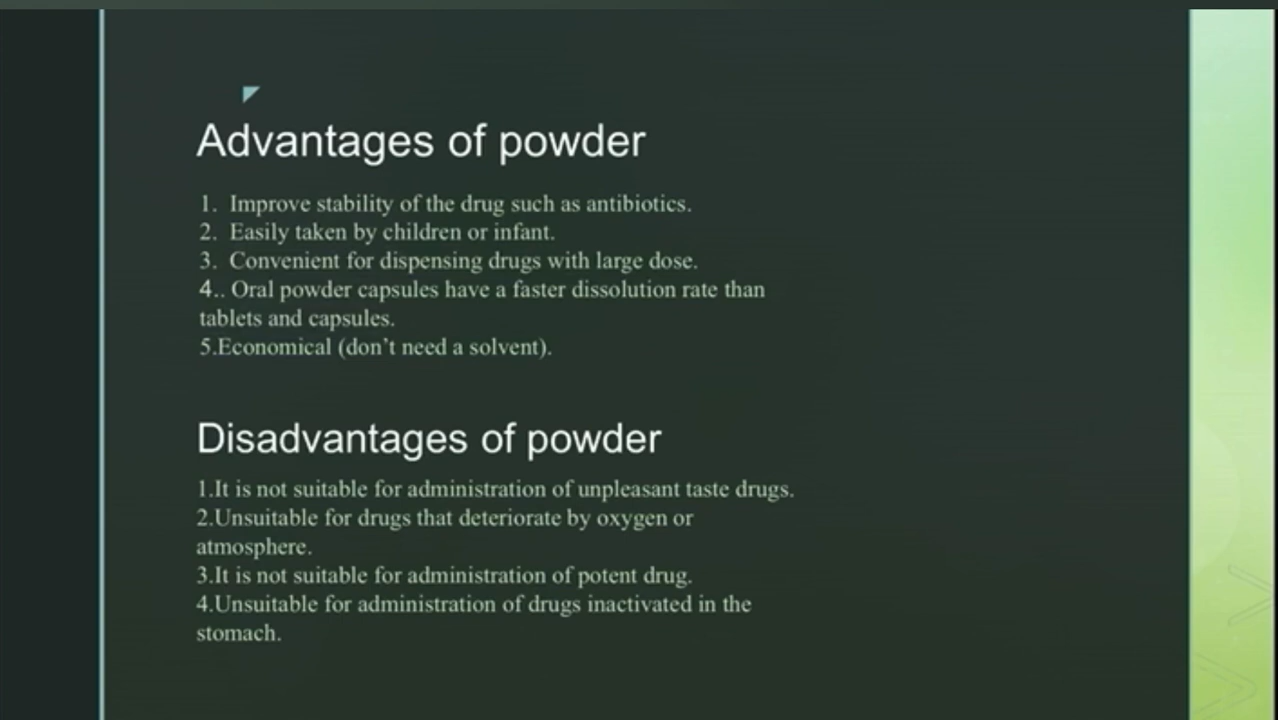 Advantages of powder
1. Improve stability of the drug such as antibiotics.
2. Easily taken by children or infant.
3. Convenient for dispensing drugs with large dose.
4.. Oral powder capsules have a faster dissolution rate than
tablets and capsules.
5.Economical (don’t need a solvent).
Disadvantages of powder
1.It is not suitable for administration of unpleasant taste drugs.
2.Unsuitable for drugs that deteriorate by oxygen or
atmosphere.
3.It is not suitable for administration of potent drug.
4.Unsuitable for administration of drugs inactivated in the
stomach.